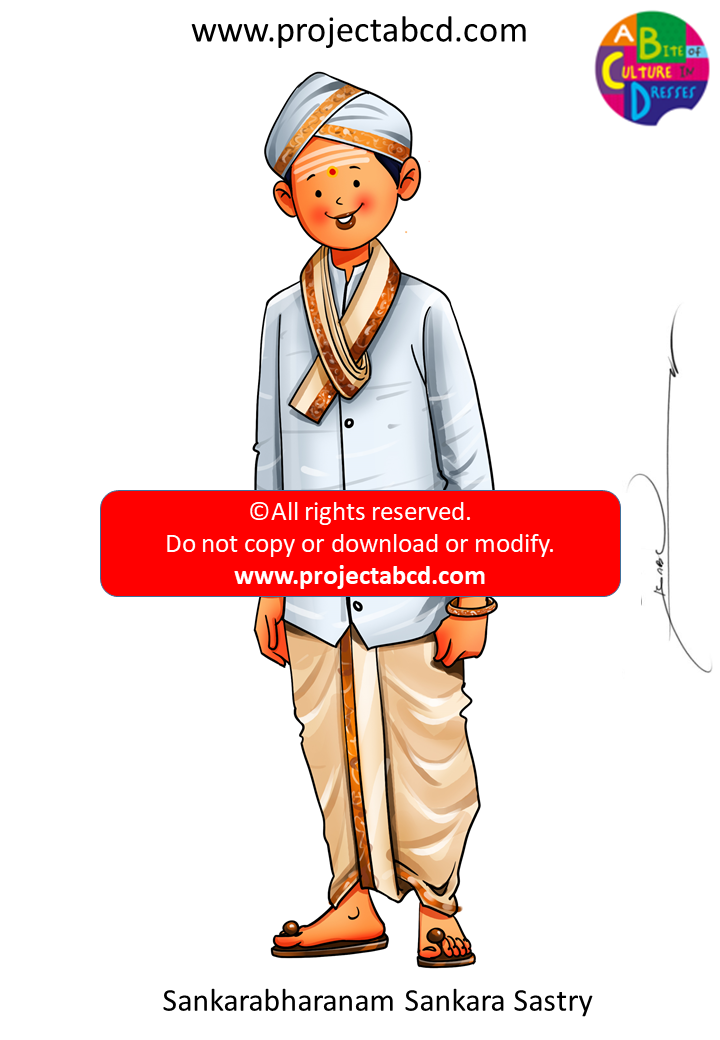 www.projectabcd.com
A BITE OF
CULTURE IN
DRESSES
©All rights reserved.
Do not copy or download or modify.
www.projectabcd.com
Sankarabharanam Sankara Sastry